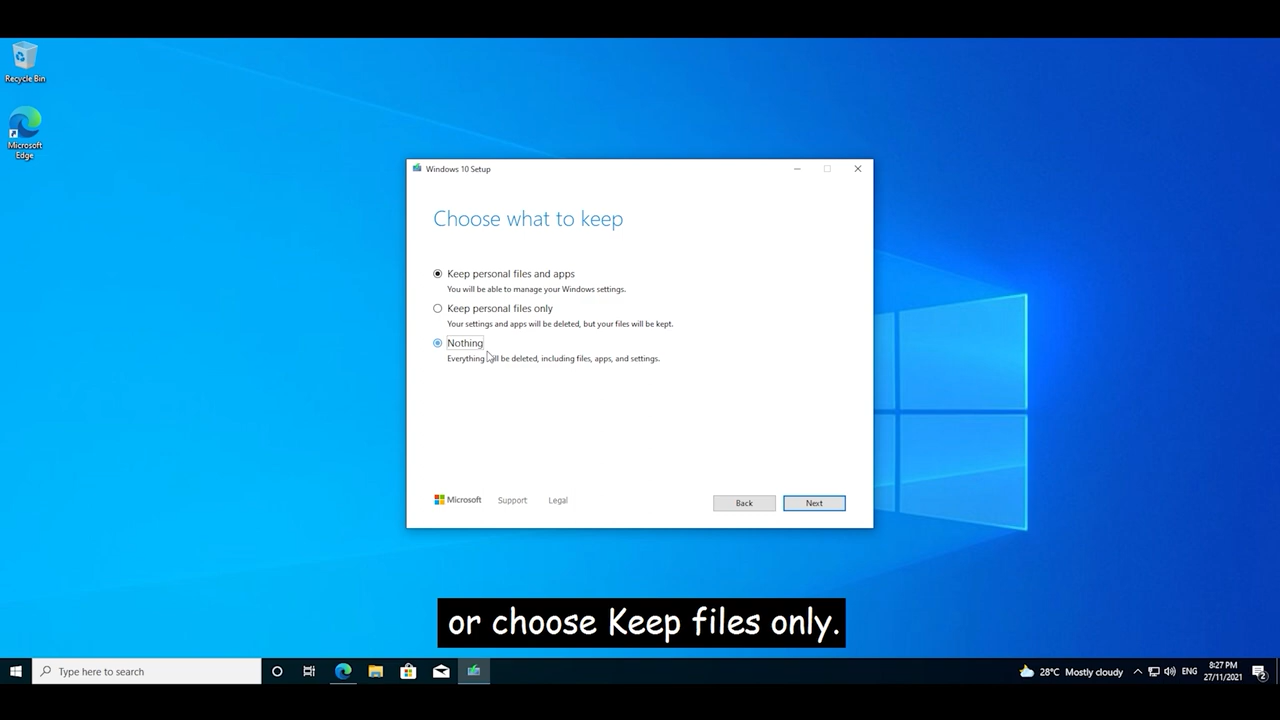 Recycle Bin
Microsoft
Edge
Windows 10 Setup
Choose what to keep
Keep personal files and apps
You will be able to manage your Windows settings.
Keep personal files only
Your settings and apps will be deleted, but your files will be kept.
Nothing
Everything will be deleted, including files, apps, and settings.
Microsoft Support Legal
Back Next
or choose Keep files only.
Type here to search
28°C Mostly cloudy
ENG
8:27 PM
27/11/2021
2